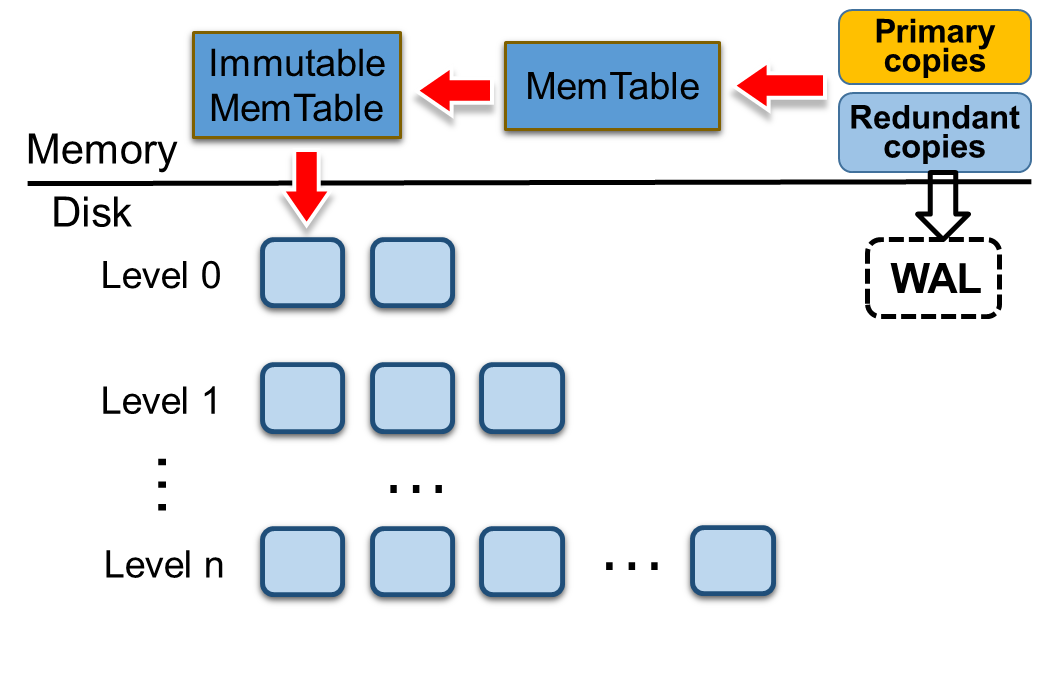 Primary
copies
Immutable
MemTable
MemTable
Redundant
copies
Memory
Disk
Level 0
WAL
Level 1
⋮
…
Level n
…